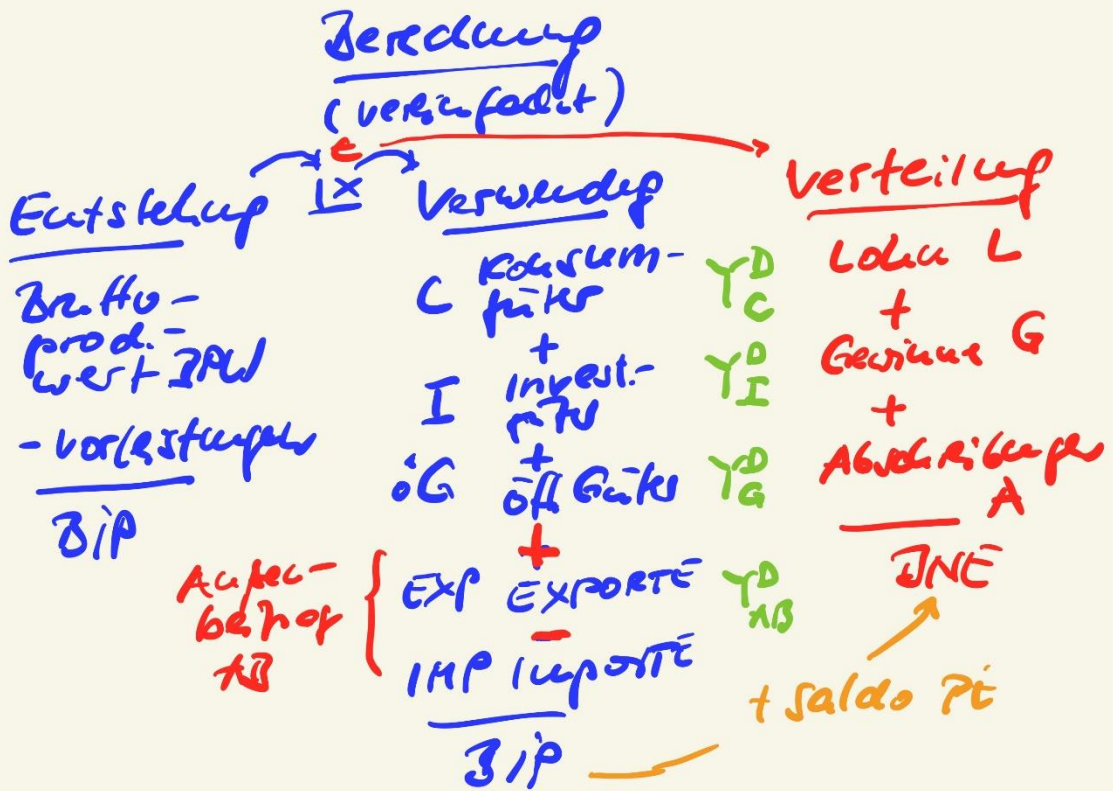 Berechnung
(vereinfacht)
e
1x
Entstehung
Brutto-
prod.-
wert BPW
- Vorleistungen
BIP
Verwendung
C Konsum-
güter
+
I Invest.-
güter
+
öG öff. Güter
+
EXP EXPORTE
-
IMP IMPORTE
BIP
Außen-
beitrag
AB
Y^D_C
Y^D_I
Y^D_G
Y^D_AB
Verteilung
Löhne L
+
Gewinne G
+
Abschreibungen
A
BNE
+ Saldo PE